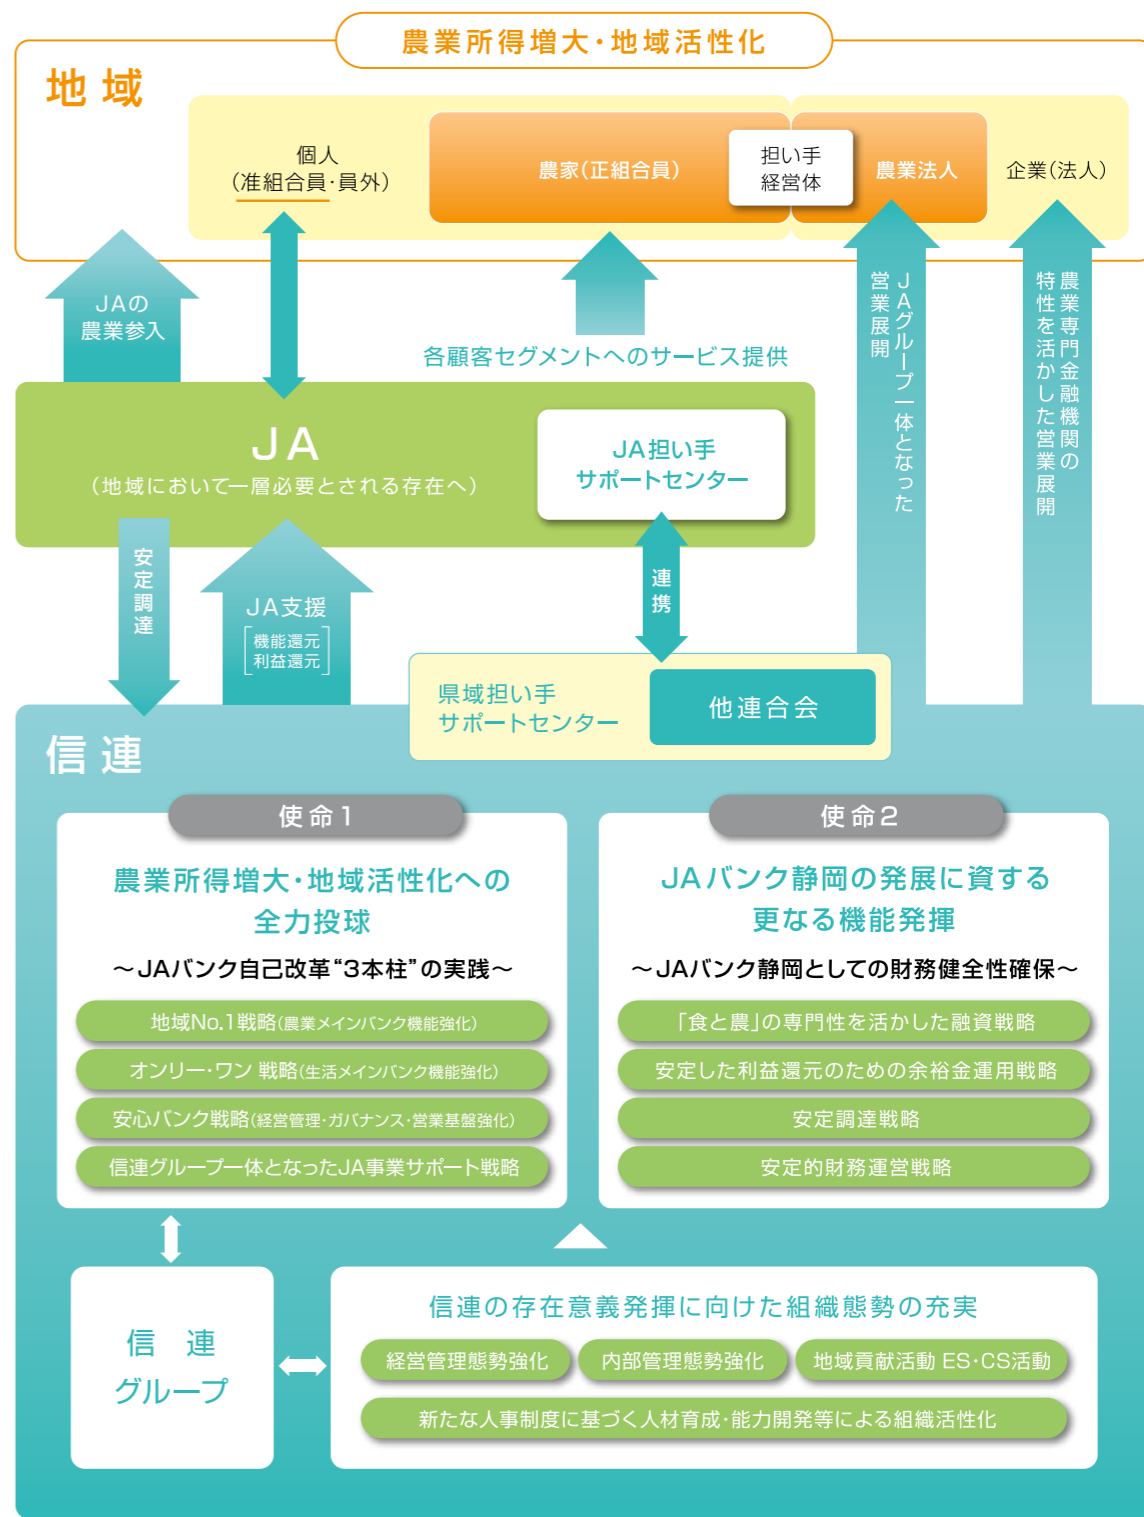 農業所得増大・地域活性化
地域
個人
（准組合員・員外）
農家（正組合員）
担い手
経営体
農業法人
企業（法人）
JAの
農業参入
各顧客セグメントへのサービス提供
JAグループ一体となった
営業展開
農業専門金融機関の
特性を活かした営業展開
JA
（地域において一層必要とされる存在へ）
JA担い手
サポートセンター
安定調達
JA支援
機能還元
利益還元
連携
県域担い手
サポートセンター
他連合会
信連
使命1
農業所得増大・地域活性化への
全力投球
～JAバンク自己改革“3本柱”の実践～
地域No.1戦略（農業メインバンク機能強化）
オンリー・ワン 戦略（生活メインバンク機能強化）
安心バンク戦略（経営管理・ガバナンス・営業基盤強化）
信連グループ一体となったJA事業サポート戦略
使命2
JAバンク静岡の発展に資する
更なる機能発揮
～JAバンク静岡としての財務健全性確保～
「食と農」の専門性を活かした融資戦略
安定した利益還元のための余裕金運用戦略
安定調達戦略
安定的財務運営戦略
信 連
グループ
信連の存在意義発揮に向けた組織態勢の充実
経営管理態勢強化
内部管理態勢強化
地域貢献活動 ES・CS活動
新たな人事制度に基づく人材育成・能力開発等による組織活性化